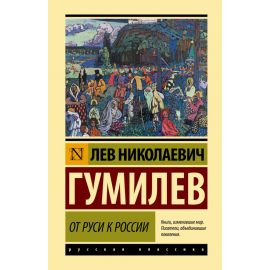 N
ЛЕВ НИКОЛАЕВИЧ
ГУМИЛЕВ
ОТ РУСИ К РОССИИ
Книги, изменившие мир.
Писатели, объединившие
поколения.
русская классика